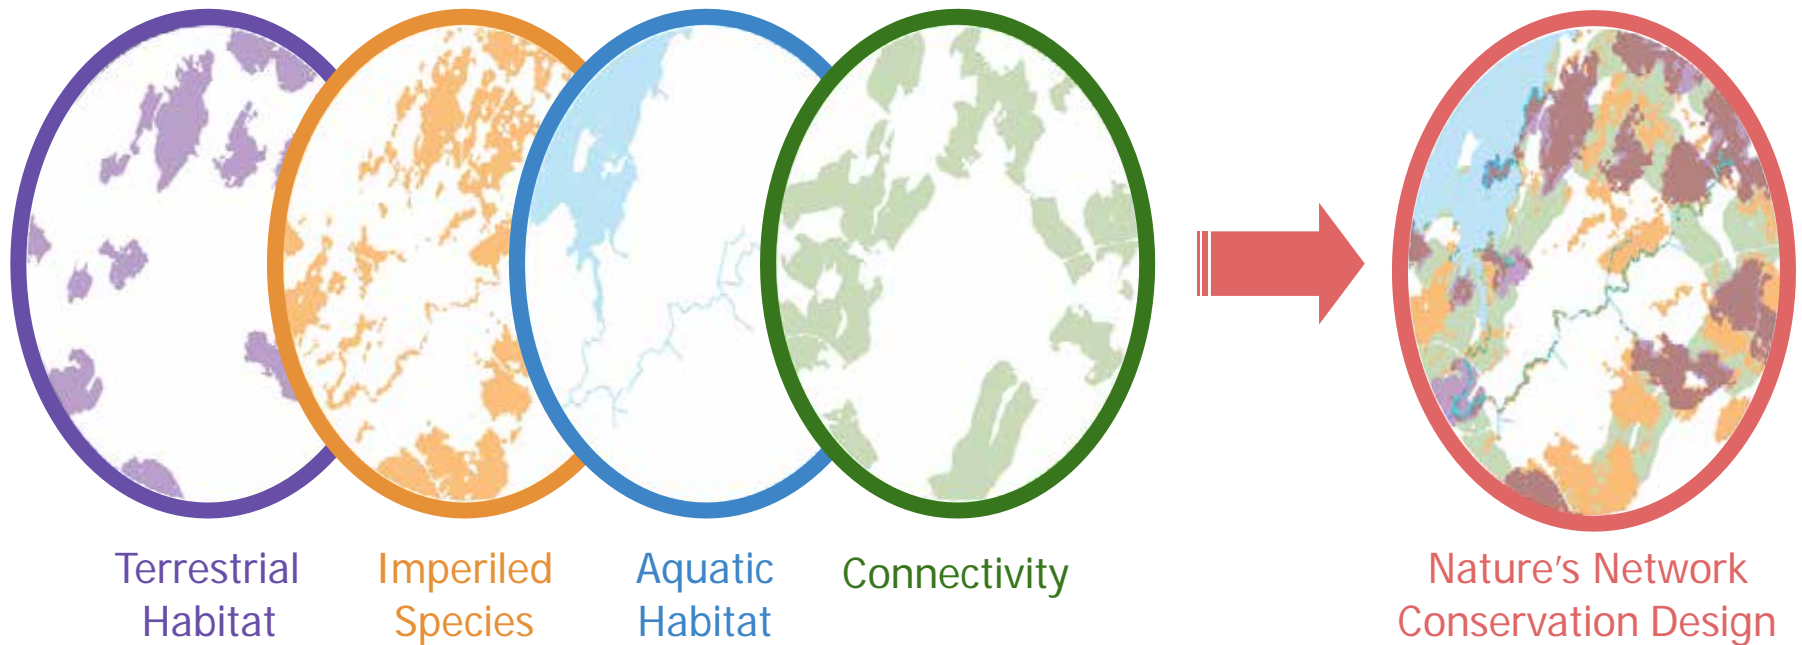 Terrestrial
Habitat
Imperiled
Species
Aquatic
Habitat
Connectivity
Nature's Network
Conservation Design